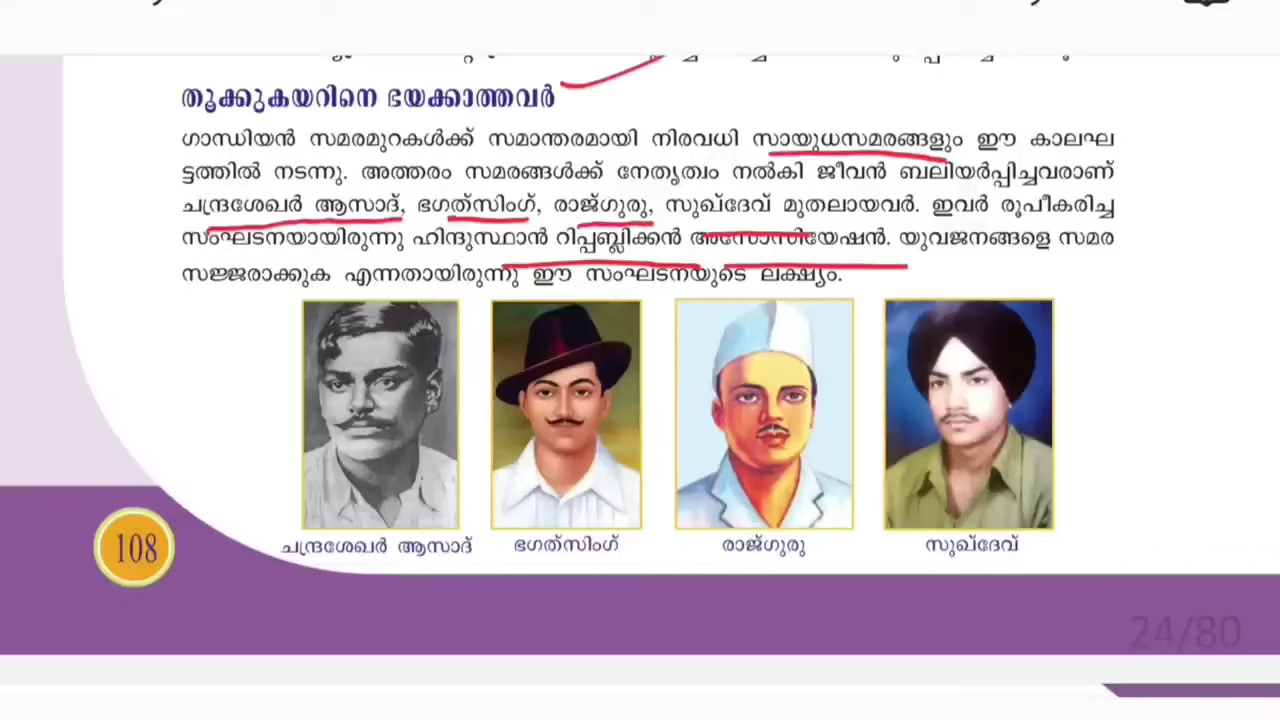 തൂക്കുകയറിനെ ഭയക്കാത്തവർ
ഗാന്ധിയൻ സമരമുറകൾക്ക് സമാന്തരമായി നിരവധി സായുധസമരങ്ങളും ഈ കാലഘ
ട്ടത്തിൽ നടന്നു. അത്തരം സമരങ്ങൾക്ക് നേതൃത്വം നൽകി ജീവൻ ബലിയർപ്പിച്ചവരാണ്
ചന്ദ്രശേഖർ ആസാദ്, ഭഗത്സിംഗ്, രാജ്ഗുരു, സുഖ്ദേവ് മുതലായവർ. ഇവർ രൂപീകരിച്ച
സംഘടനയായിരുന്നു ഹിന്ദുസ്ഥാൻ റിപ്പബ്ലിക്കൻ അസോസിയേഷൻ. യുവജനങ്ങളെ സമര
സജ്ജരാക്കുക എന്നതായിരുന്നു ഈ സംഘടനയുടെ ലക്ഷ്യം.
ചന്ദ്രശേഖർ ആസാദ് ഭഗത്സിംഗ് രാജ്ഗുരു സുഖ്ദേവ്
108
24/80